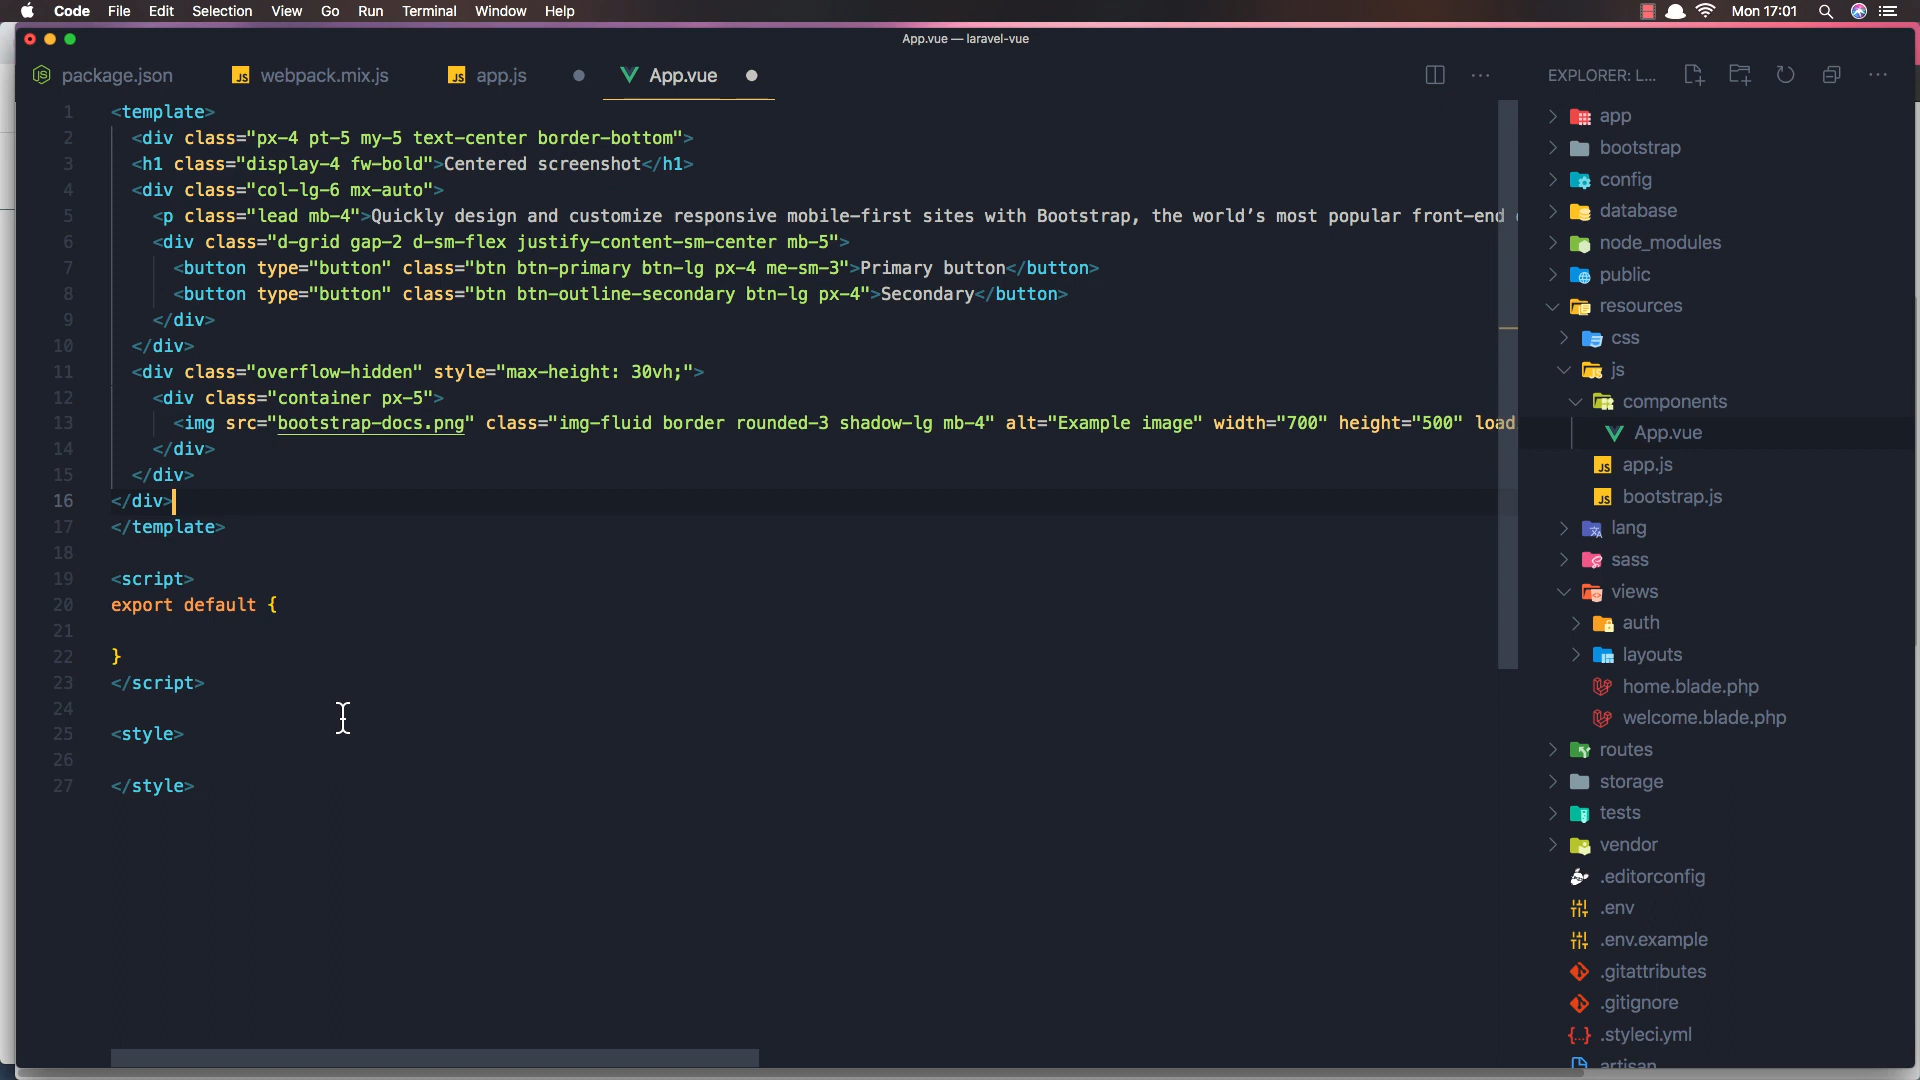 Code File Edit Selection View Go Run Terminal Window Help Mon 17:01
App.vue — laravel-vue
package.json webpack.mix.js app.js App.vue
EXPLORER: L...
1 <template>
2 <div class="px-4 pt-5 my-5 text-center border-bottom">
3 <h1 class="display-4 fw-bold">Centered screenshot</h1>
4 <div class="col-lg-6 mx-auto">
5 <p class="lead mb-4">Quickly design and customize responsive mobile-first sites with Bootstrap, the world’s most popular front-end
6 <div class="d-grid gap-2 d-sm-flex justify-content-sm-center mb-5">
7 <button type="button" class="btn btn-primary btn-lg px-4 me-sm-3">Primary button</button>
8 <button type="button" class="btn btn-outline-secondary btn-lg px-4">Secondary</button>
9 </div>
10 </div>
11 <div class="overflow-hidden" style="max-height: 30vh;">
12 <div class="container px-5">
13 <img src="bootstrap-docs.png" class="img-fluid border rounded-3 shadow-lg mb-4" alt="Example image" width="700" height="500" load
14 </div>
15 </div>
16 </div>
17 </template>
18
19 <script>
20 export default {
21
22 }
23 </script>
24
25 <style>
26
27 </style>
app
bootstrap
config
database
node_modules
public
resources
css
js
components
App.vue
JS app.js
JS bootstrap.js
lang
sass
views
auth
layouts
home.blade.php
welcome.blade.php
routes
storage
tests
vendor
.editorconfig
.env
.env.example
.gitattributes
.gitignore
.styleci.yml
artisan